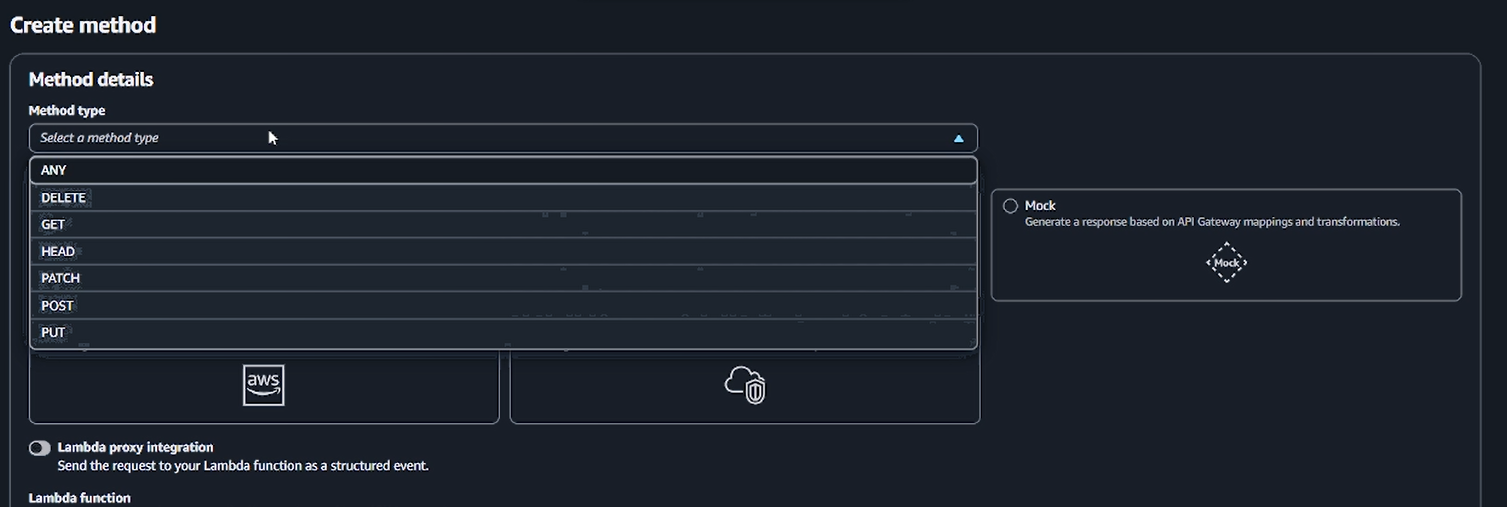 Create method
Method details
Method type
Select a method type
ANY
DELETE
GET
HEAD
PATCH
POST
PUT
Mock
Generate a response based on API Gateway mappings and transformations.
Mock
aws
Lambda proxy integration
Send the request to your Lambda function as a structured event.
Lambda function